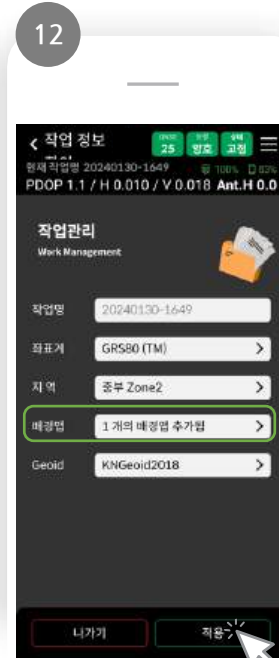 12
작업 정보
25 양호 고정
현재작업명 20240130-1649 100% 83%
PDOP 1.1 / H 0.010 / V 0.018 Ant.H 0.0
작업관리
Work Management
작업명 20240130-1649
좌표계 GRS80 (TM)
지역 중부 Zone2
배경맵 1 개의 배경맵 추가됨
Geoid KNGeoid2018
나가기 적용